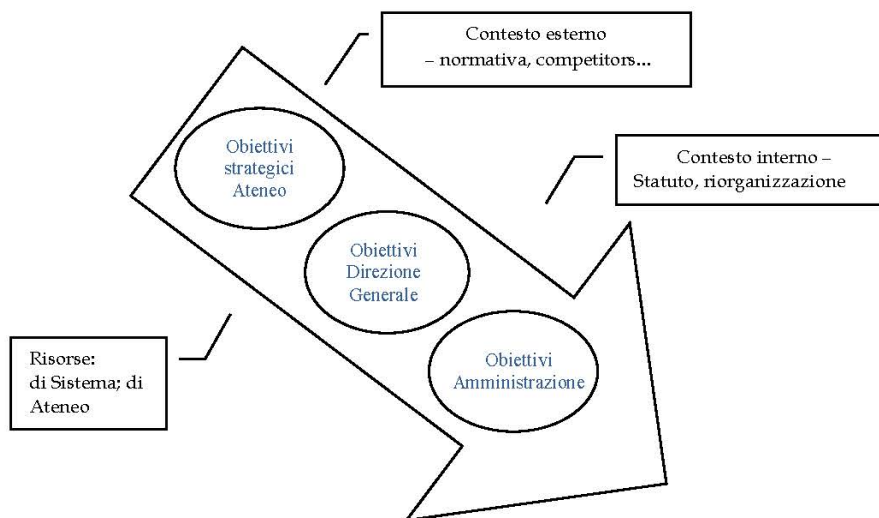 Contesto esterno
– normativa, competitors...
Obiettivi
strategici
Ateneo
Contesto interno –
Statuto, riorganizzazione
Obiettivi
Direzione
Generale
Risorse:
di Sistema; di
Ateneo
Obiettivi
Amministrazione